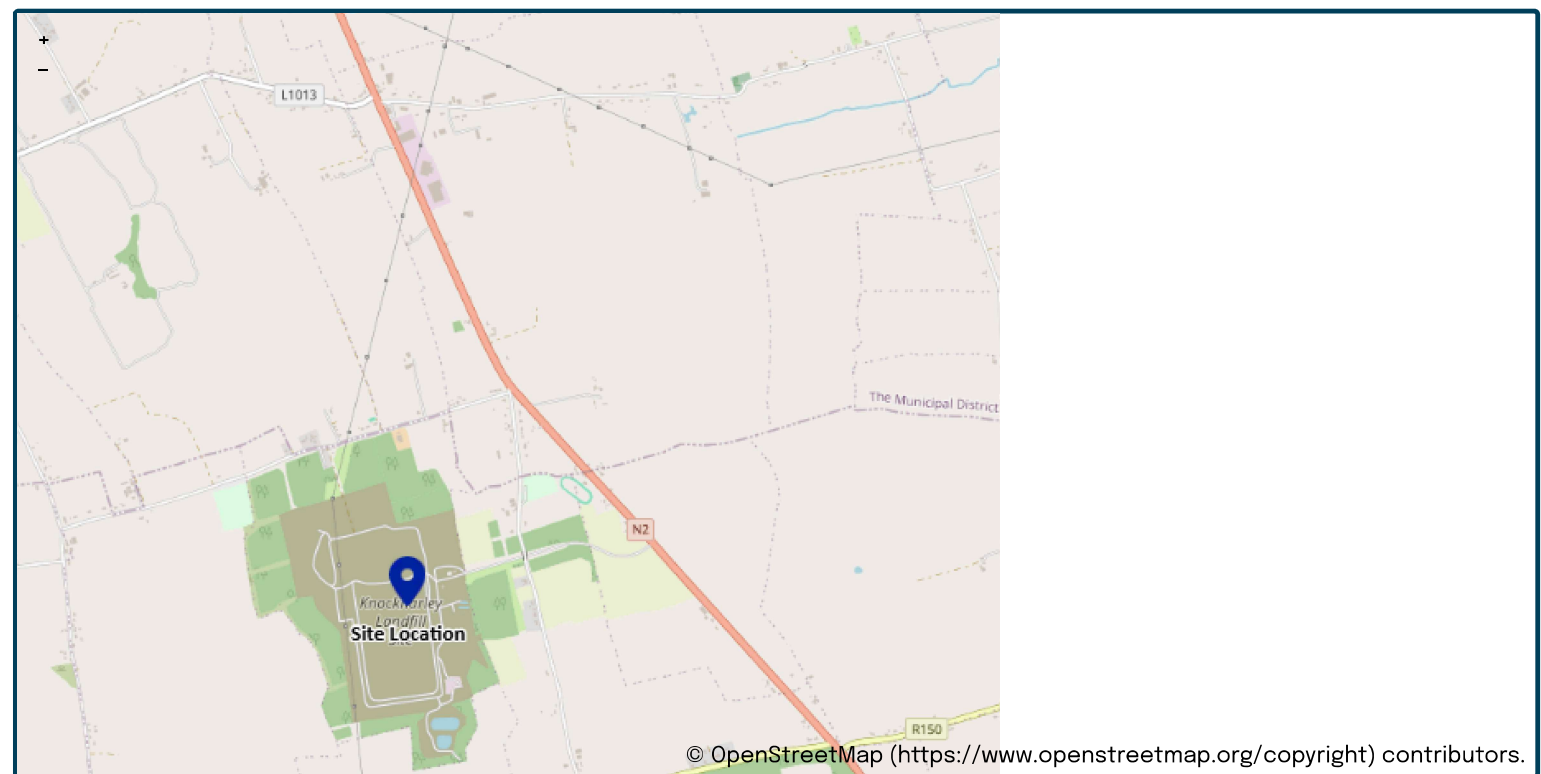 +
−
L1013
The Municipal District
N2
Knockharley
Landfill
Site Location
R150
© OpenStreetMap (https://www.openstreetmap.org/copyright) contributors.